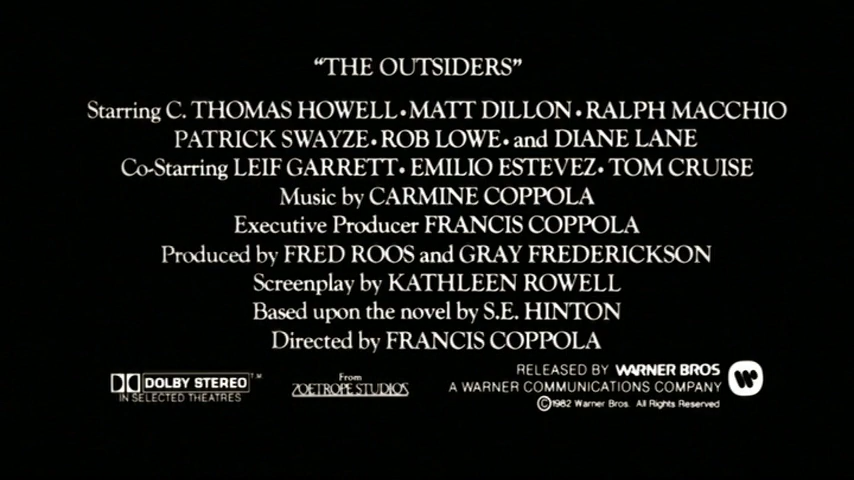 "THE OUTSIDERS"
Starring C. THOMAS HOWELL • MATT DILLON • RALPH MACCHIO
PATRICK SWAYZE • ROB LOWE • and DIANE LANE
Co-Starring LEIF GARRETT • EMILIO ESTEVEZ • TOM CRUISE
Music by CARMINE COPPOLA
Executive Producer FRANCIS COPPOLA
Produced by FRED ROOS and GRAY FREDERICKSON
Screenplay by KATHLEEN ROWELL
Based upon the novel by S.E. HINTON
Directed by FRANCIS COPPOLA
DOLBY STEREO TM
IN SELECTED THEATRES
From
ZOETROPE STUDIOS
RELEASED BY WARNER BROS
A WARNER COMMUNICATIONS COMPANY
©1982 Warner Bros. All Rights Reserved